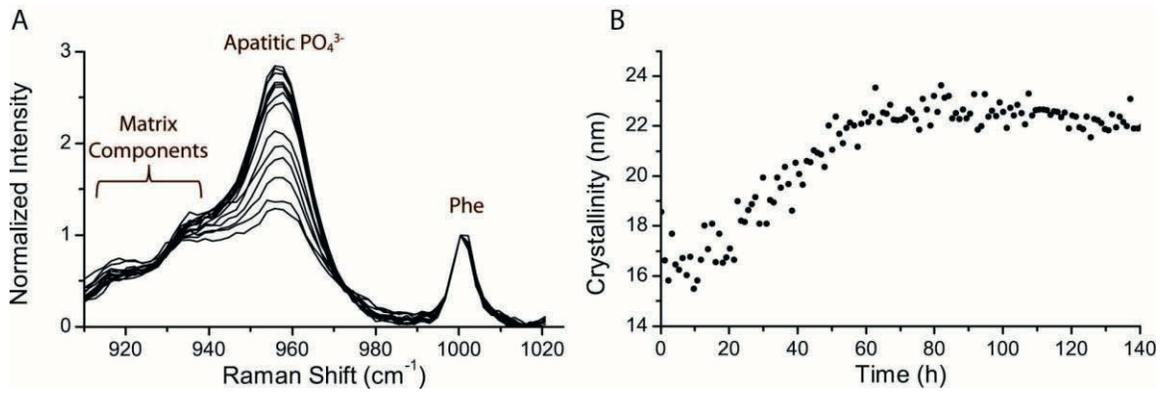 A
Apatitic PO₄³⁻
Matrix
Components
Phe
Normalized Intensity
3
2
1
0
920 940 960 980 1000 1020
Raman Shift (cm⁻¹)
B
Crystallinity (nm)
24
22
20
18
16
14
0 20 40 60 80 100 120 140
Time (h)